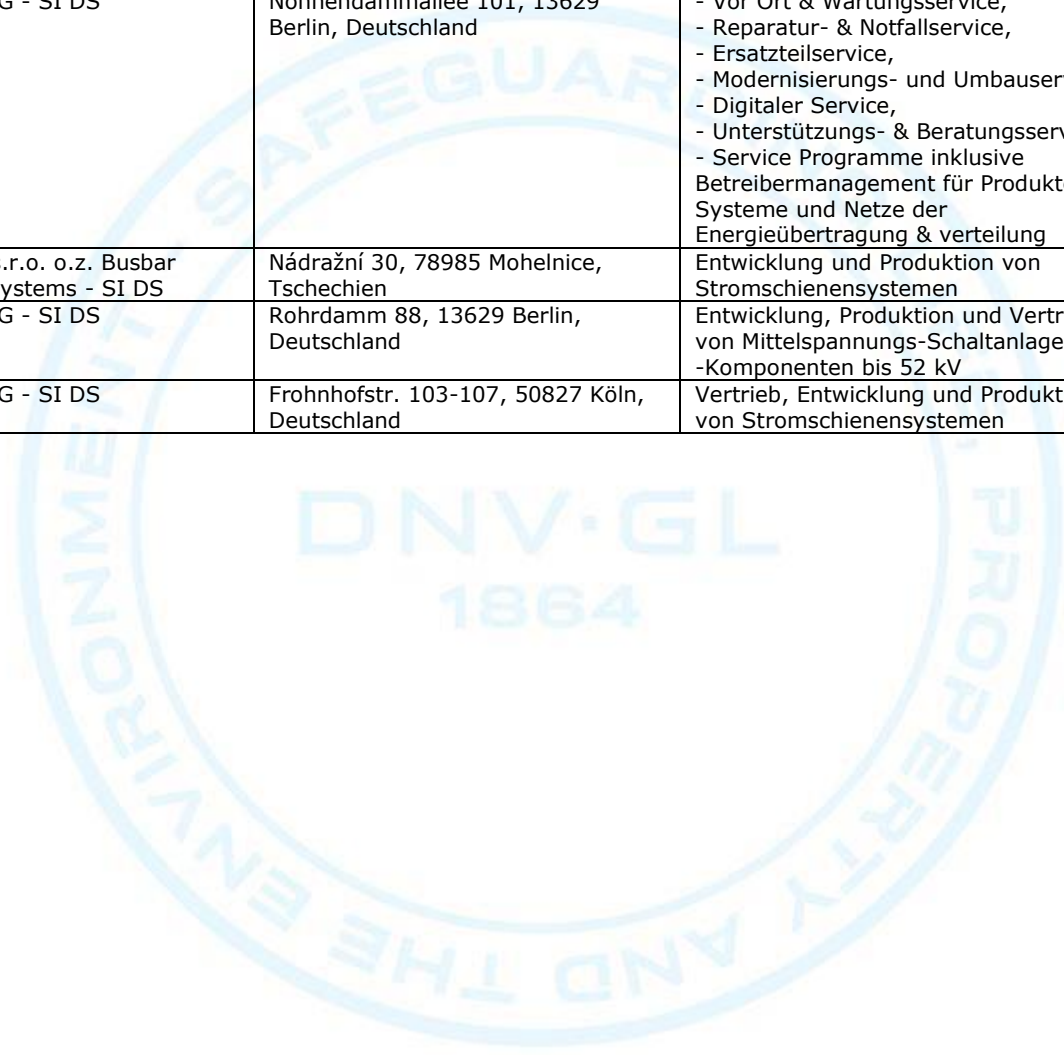 G - SI DS
Nonnendammallee 101, 13629
Berlin, Deutschland
- Vor Ort & Wartungsservice,
- Reparatur- & Notfallservice,
- Ersatzteilservice,
- Modernisierungs- und Umbauser
- Digitaler Service,
- Unterstützungs- & Beratungsserv
- Service Programme inklusive
Betreibermanagement für Produkt
Systeme und Netze der
Energieübertragung & verteilung
s.r.o. o.z. Busbar
ystems - SI DS
Nádražní 30, 78985 Mohelnice,
Tschechien
Entwicklung und Produktion von
Stromschienensystemen
G - SI DS
Rohrdamm 88, 13629 Berlin,
Deutschland
Entwicklung, Produktion und Vertri
von Mittelspannungs-Schaltanlage
-Komponenten bis 52 kV
G - SI DS
Frohnhofstr. 103-107, 50827 Köln,
Deutschland
Vertrieb, Entwicklung und Produkti
von Stromschienensystemen
DNV·GL
1864
PROPERTY AND THE ENVIRONMENT